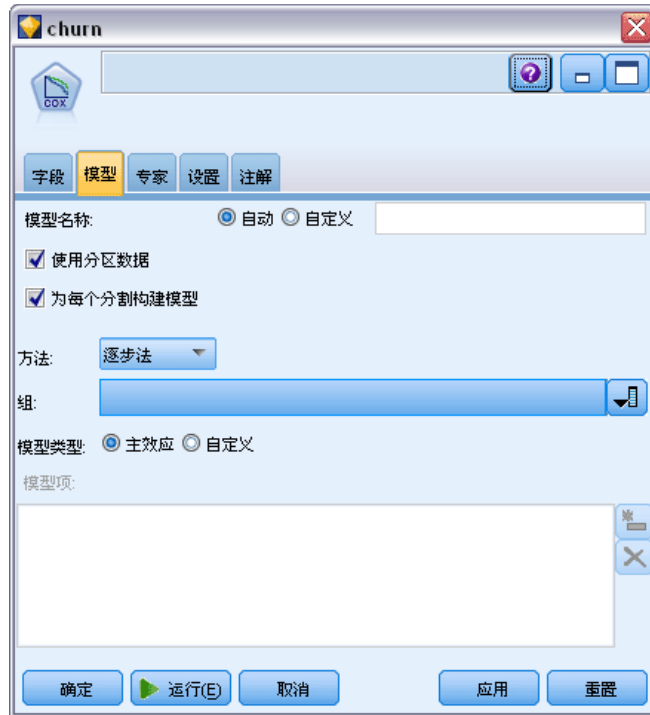 churn
COX
字段 模型 专家 设置 注解
模型名称: 自动 自定义
使用分区数据
为每个分割构建模型
方法: 逐步法
组:
模型类型: 主效应 自定义
模型项:
确定 运行(E) 取消 应用 重置